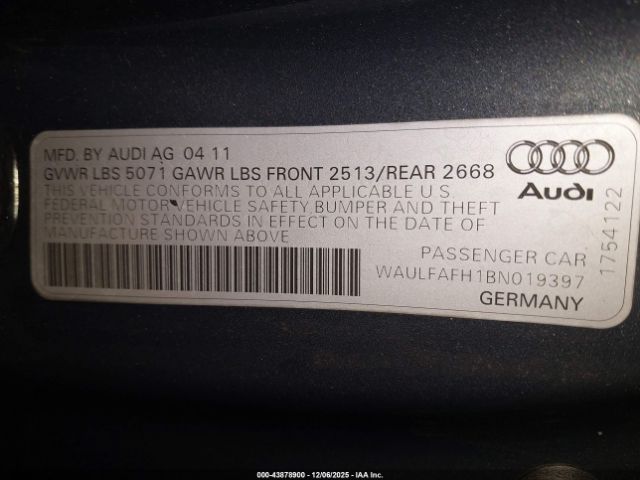 MFD. BY AUDI AG 04 11
GVWR LBS 5071 GAWR LBS FRONT 2513/REAR 2668
THIS VEHICLE CONFORMS TO ALL APPLICABLE U.S.
FEDERAL MOTOR VEHICLE SAFETY, BUMPER AND THEFT
PREVENTION STANDARDS IN EFFECT ON THE DATE OF
MANUFACTURE SHOWN ABOVE
Audi
1754122
PASSENGER CAR
WAULFAFH1BN019397
GERMANY
000-43878900 - 12/06/2025 - IAA Inc.